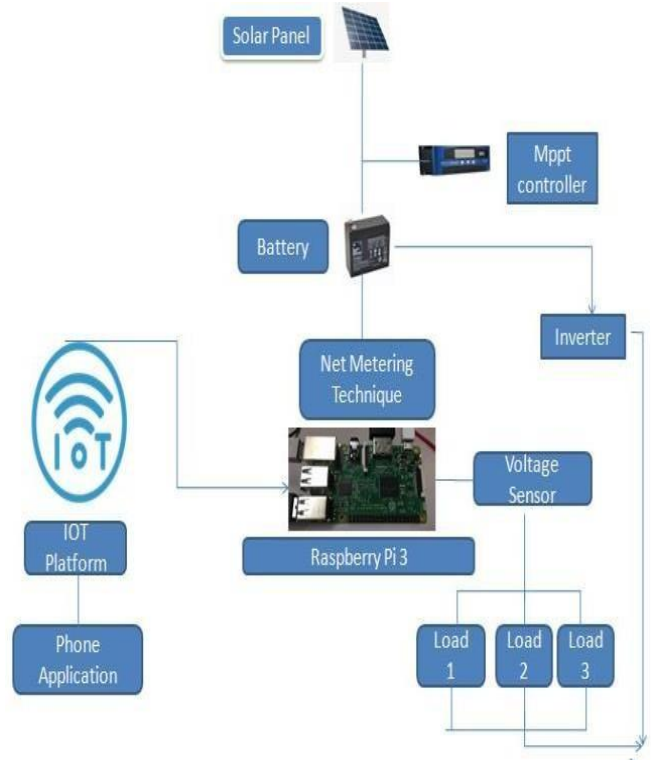 Solar Panel
Mppt
controller
Battery
Inverter
Net Metering
Technique
IoT
Voltage
Sensor
IOT
Platform
Raspberry Pi 3
Phone
Application
Load
1
Load
2
Load
3